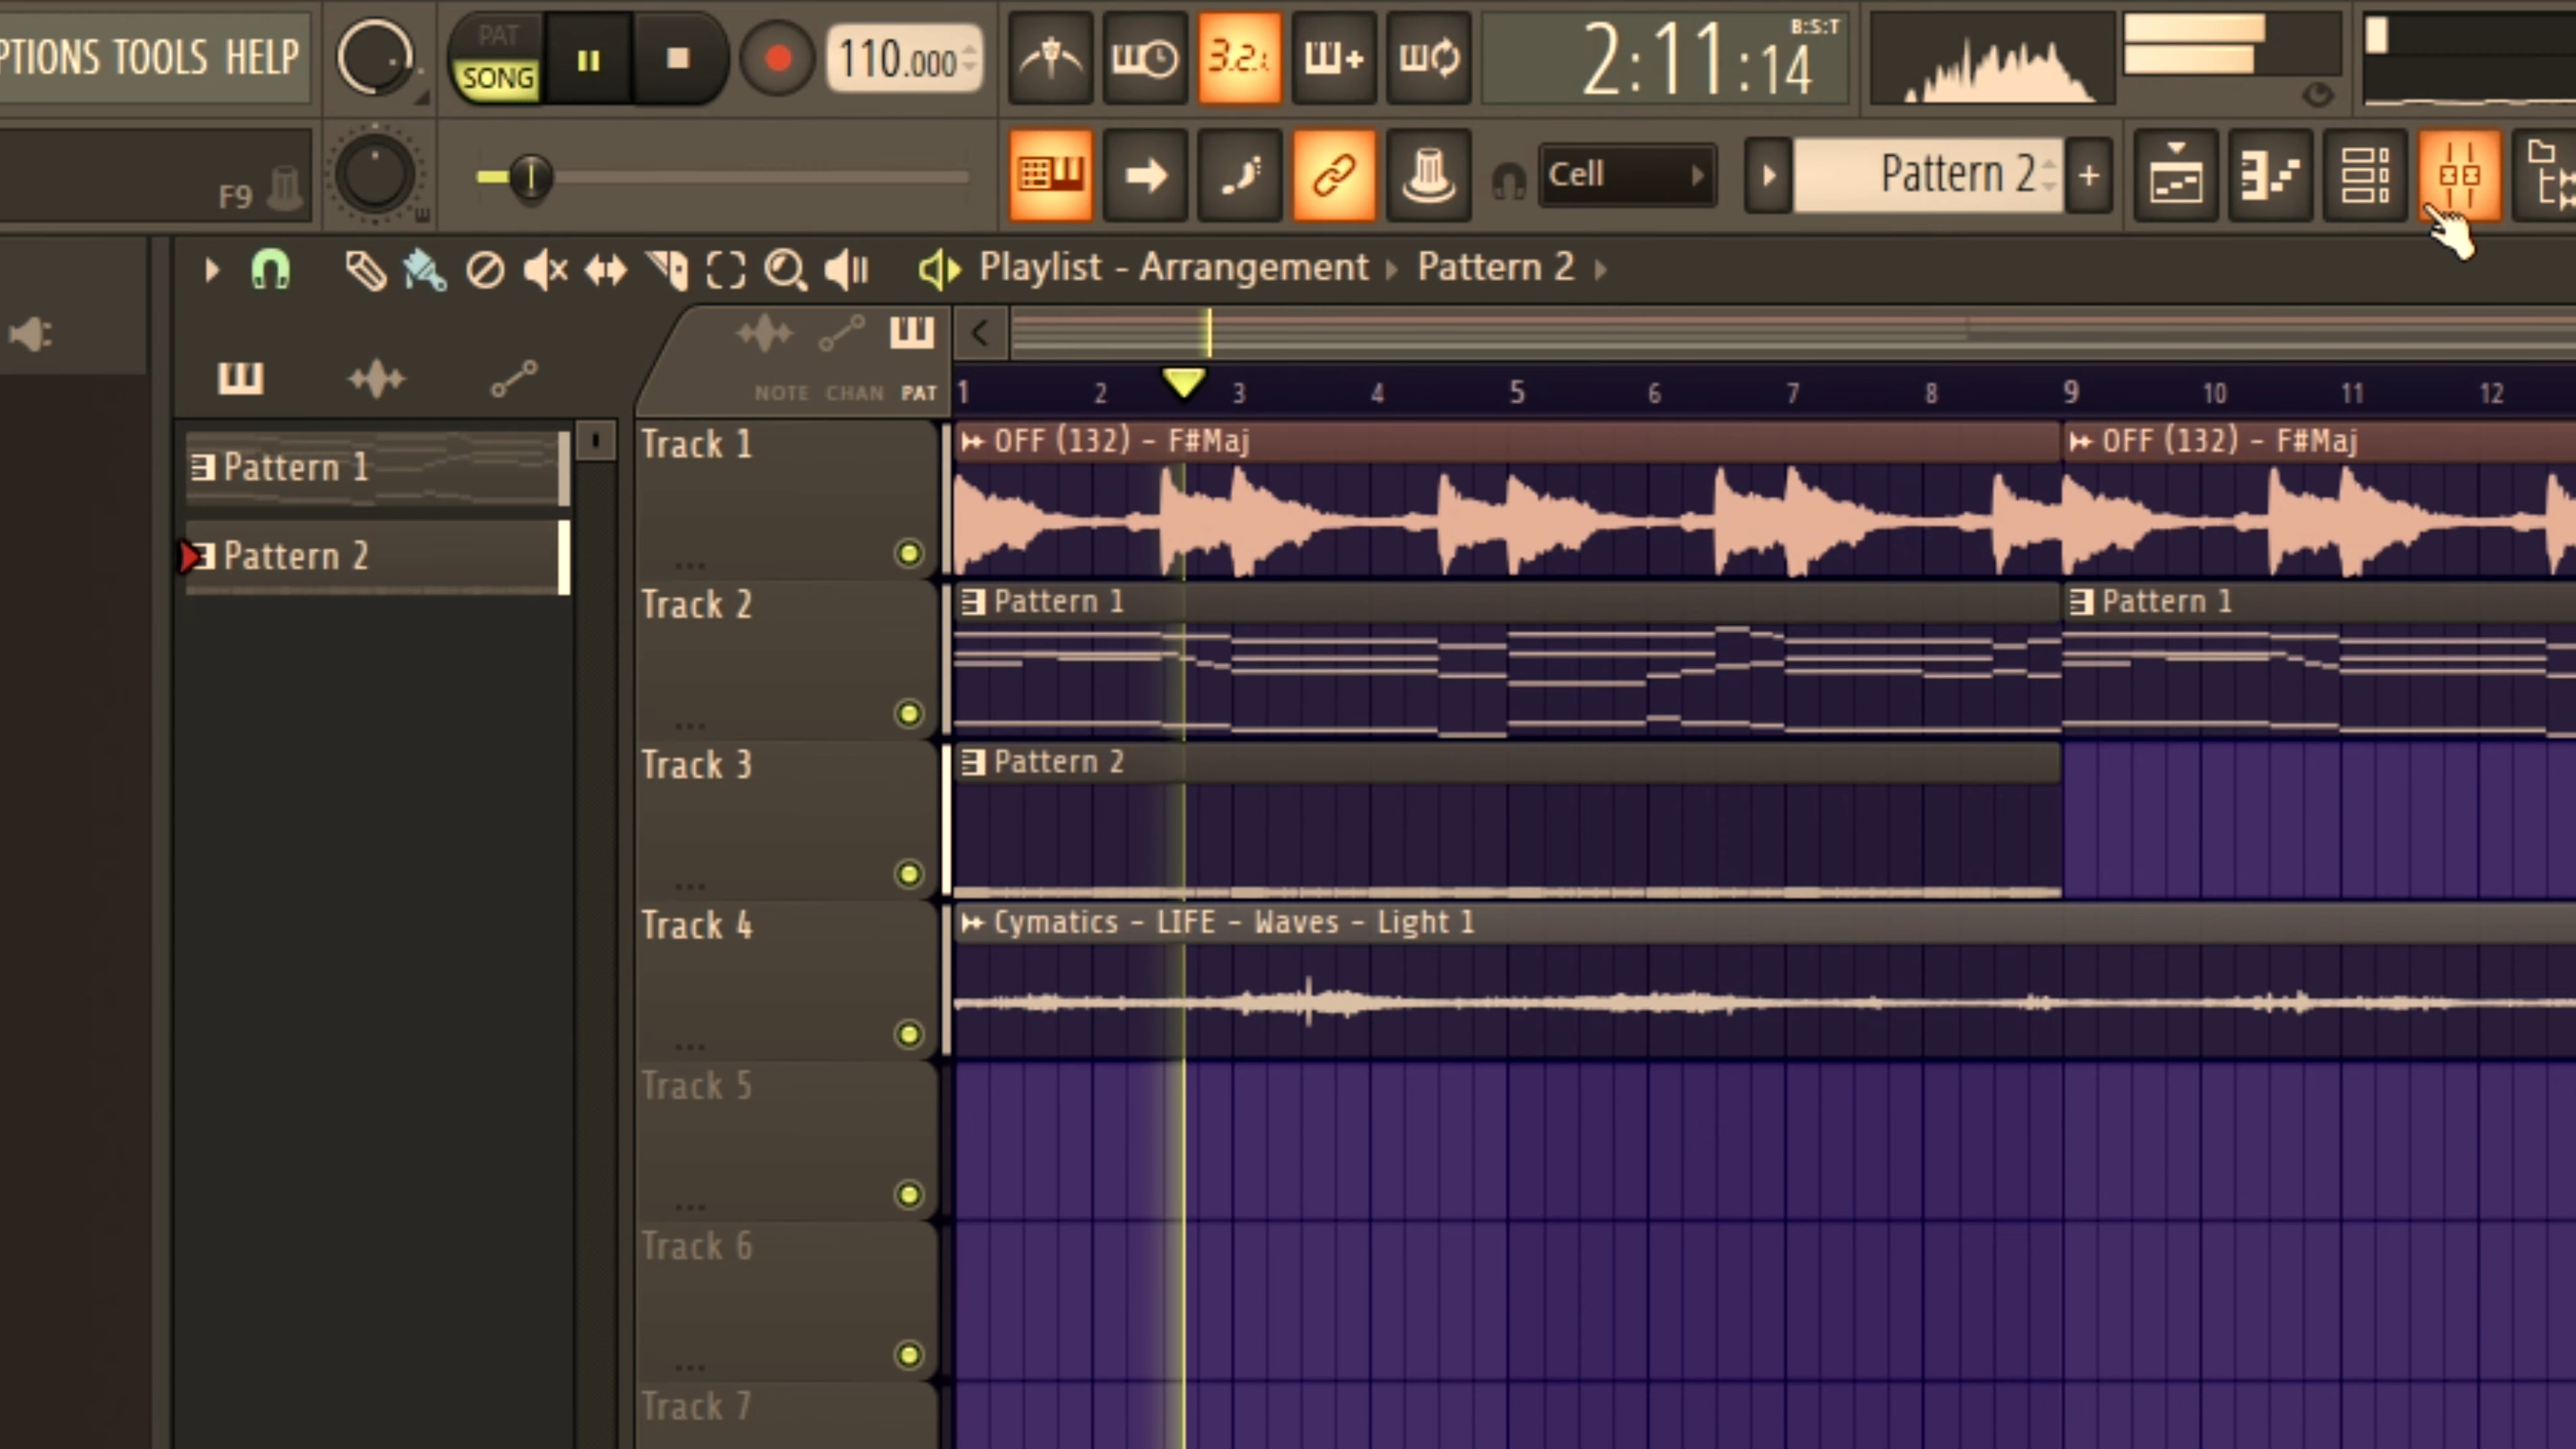 PTIONS TOOLS HELP
PAT
SONG
110.000
3.2.
2:11:14
B:S:T
F9
Cell
Pattern 2
+
Playlist - Arrangement
Pattern 2
NOTE CHAN PAT
1 2 3 4 5 6 7 8 9 10 11 12
Pattern 1
Pattern 2
Track 1
OFF (132) - F#Maj
OFF (132) - F#Maj
Track 2
Pattern 1
Pattern 1
Track 3
Pattern 2
Track 4
Cymatics - LIFE - Waves - Light 1
Track 5
Track 6
Track 7